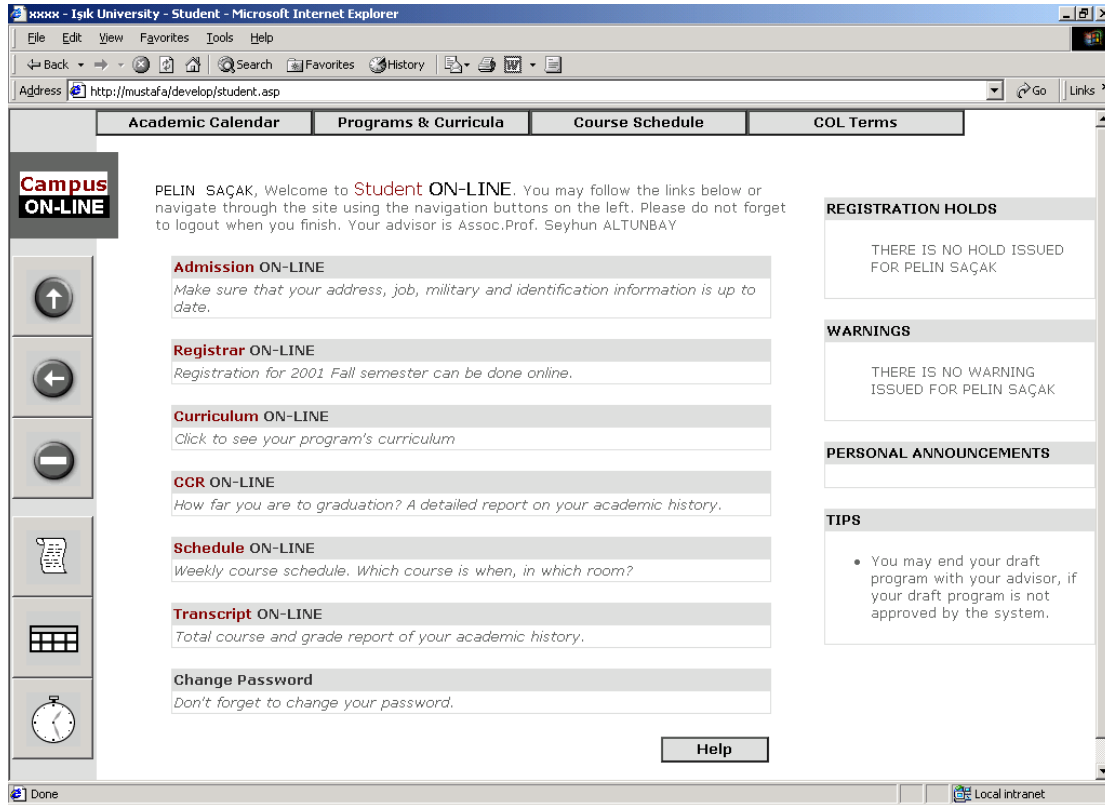 xxxx - Işık University - Student - Microsoft Internet Explorer
File Edit View Favorites Tools Help
Back Search Favorites History
Address http://mustafa/develop/student.asp Go Links
Academic Calendar Programs & Curricula Course Schedule COL Terms
Campus
ON-LINE
PELIN SAÇAK, Welcome to Student ON-LINE. You may follow the links below or
navigate through the site using the navigation buttons on the left. Please do not forget
to logout when you finish. Your advisor is Assoc.Prof. Seyhun ALTUNBAY
Admission ON-LINE
Make sure that your address, job, military and identification information is up to
date.
Registrar ON-LINE
Registration for 2001 Fall semester can be done online.
Curriculum ON-LINE
Click to see your program's curriculum
CCR ON-LINE
How far you are to graduation? A detailed report on your academic history.
Schedule ON-LINE
Weekly course schedule. Which course is when, in which room?
Transcript ON-LINE
Total course and grade report of your academic history.
Change Password
Don't forget to change your password.
Help
REGISTRATION HOLDS
THERE IS NO HOLD ISSUED
FOR PELIN SAÇAK
WARNINGS
THERE IS NO WARNING
ISSUED FOR PELIN SAÇAK
PERSONAL ANNOUNCEMENTS
TIPS
• You may end your draft
program with your advisor, if
your draft program is not
approved by the system.
Done Local intranet